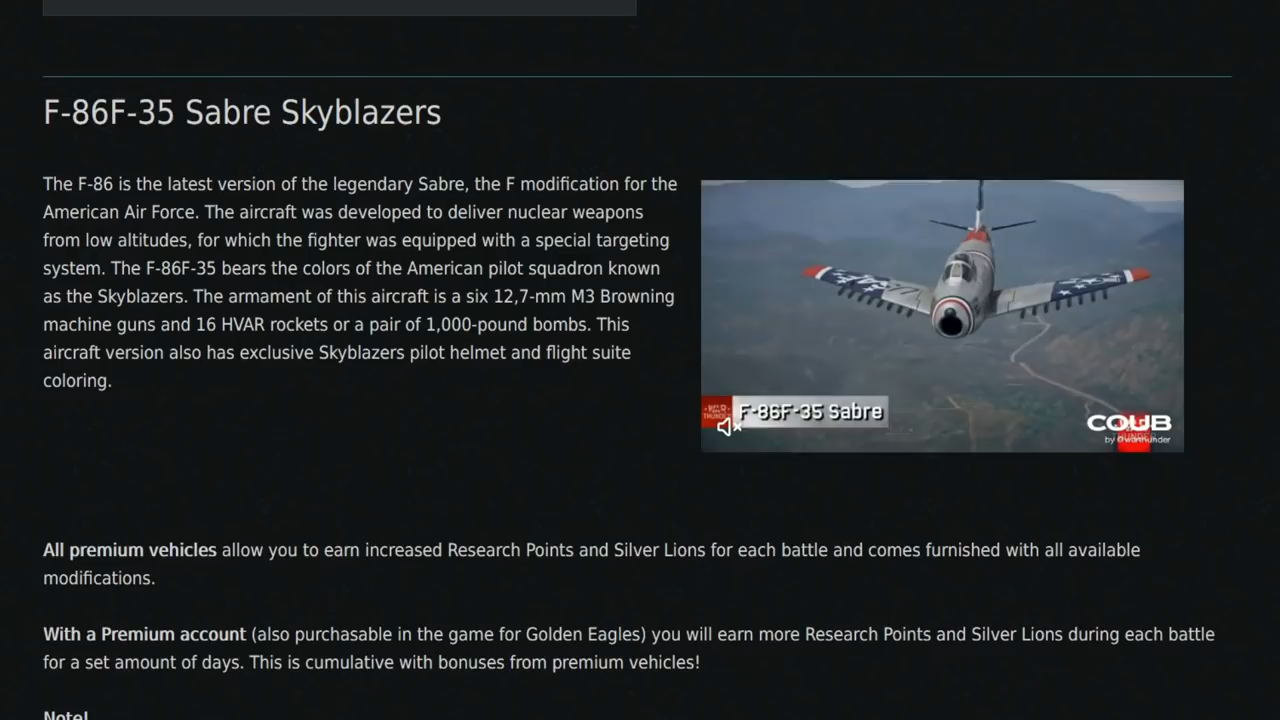 F-86F-35 Sabre Skyblazers
The F-86 is the latest version of the legendary Sabre, the F modification for the
American Air Force. The aircraft was developed to deliver nuclear weapons
from low altitudes, for which the fighter was equipped with a special targeting
system. The F-86F-35 bears the colors of the American pilot squadron known
as the Skyblazers. The armament of this aircraft is a six 12,7-mm M3 Browning
machine guns and 16 HVAR rockets or a pair of 1,000-pound bombs. This
aircraft version also has exclusive Skyblazers pilot helmet and flight suite
coloring.
WAR
THUNDER
F-86F-35 Sabre
COUB
by @warthunder
All premium vehicles allow you to earn increased Research Points and Silver Lions for each battle and comes furnished with all available
modifications.
With a Premium account (also purchasable in the game for Golden Eagles) you will earn more Research Points and Silver Lions during each battle
for a set amount of days. This is cumulative with bonuses from premium vehicles!
Note!